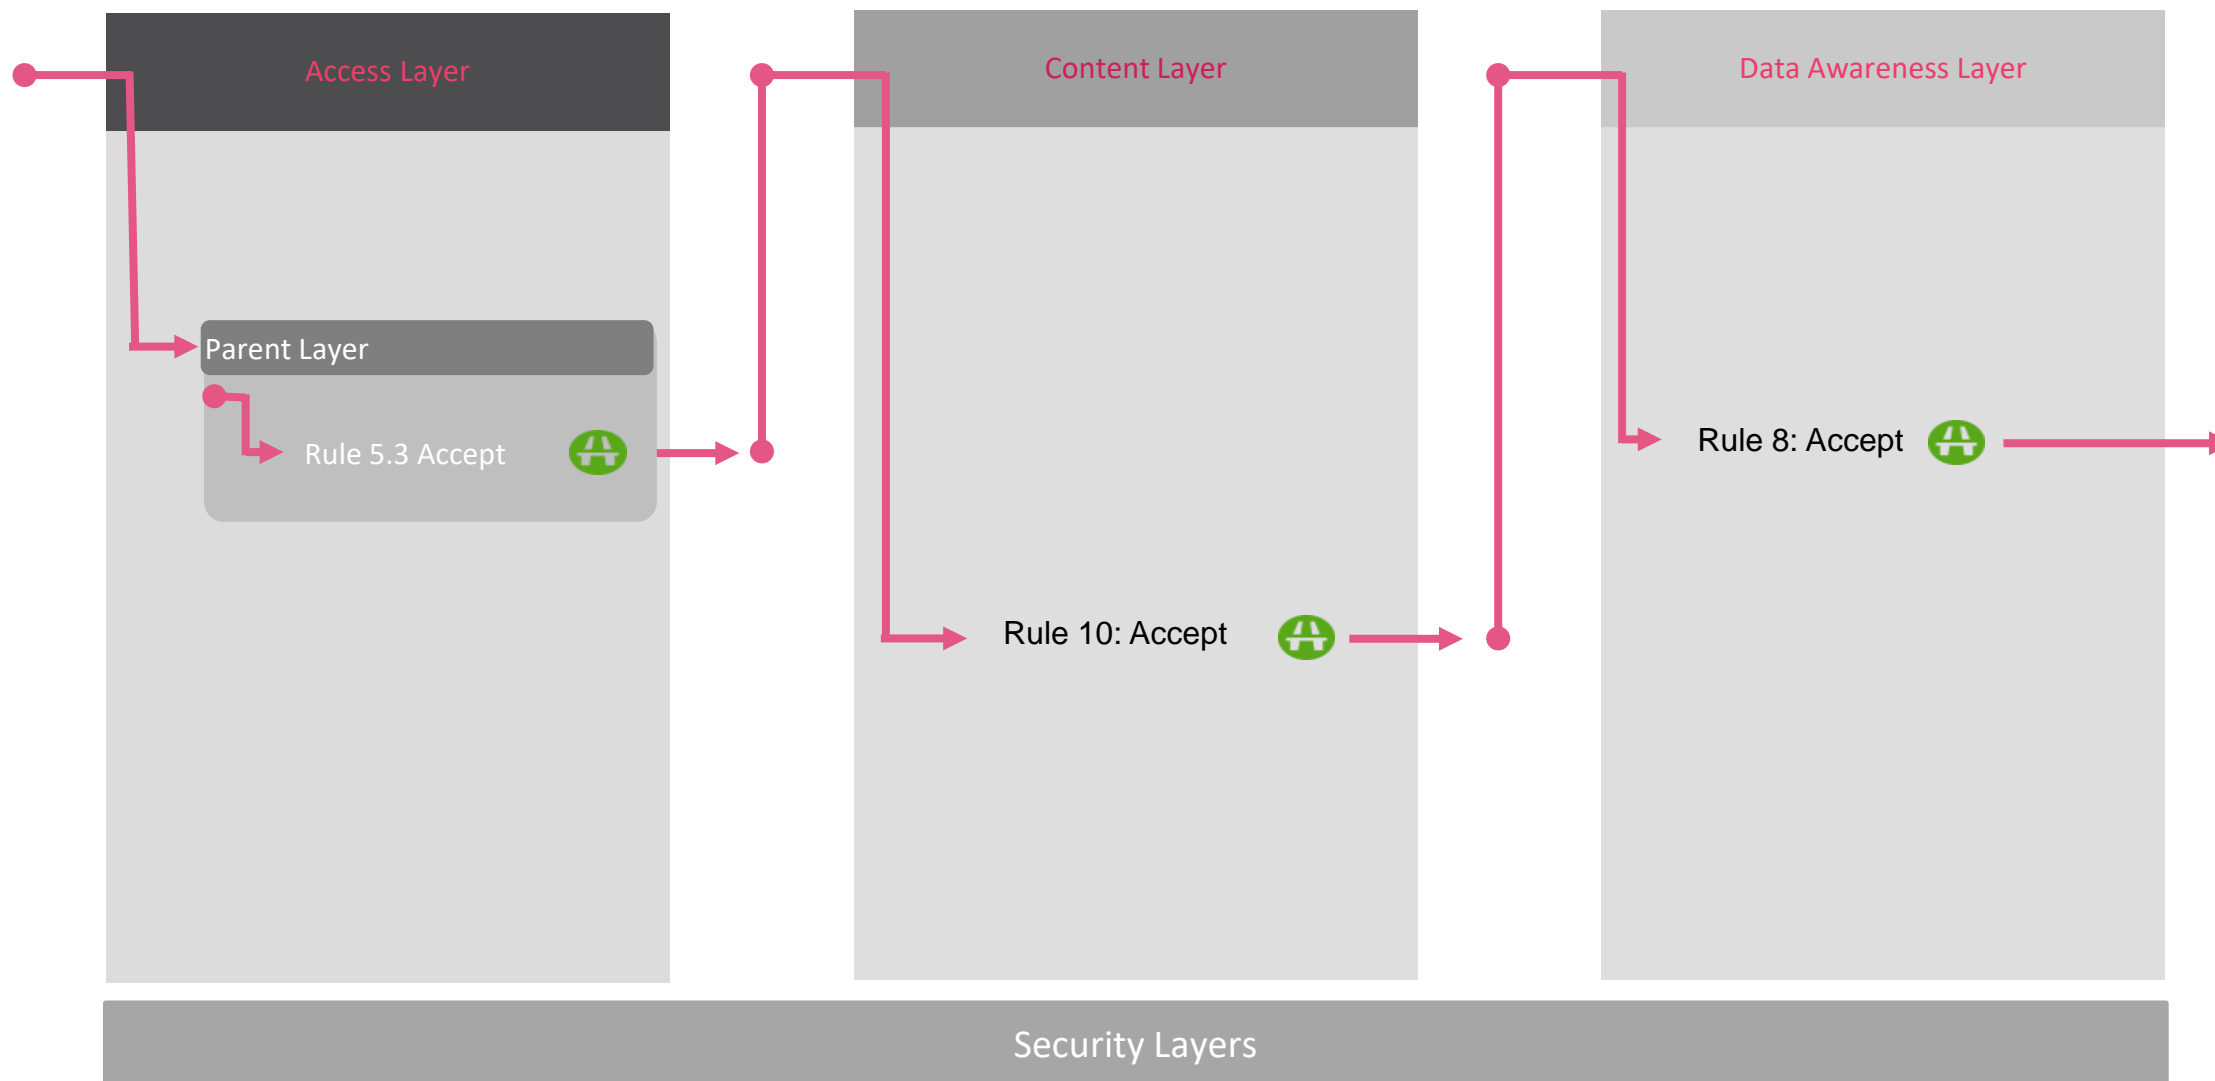 Access Layer
Content Layer
Data Awareness Layer
Parent Layer
Rule 5.3 Accept
Rule 8: Accept
Rule 10: Accept
Security Layers